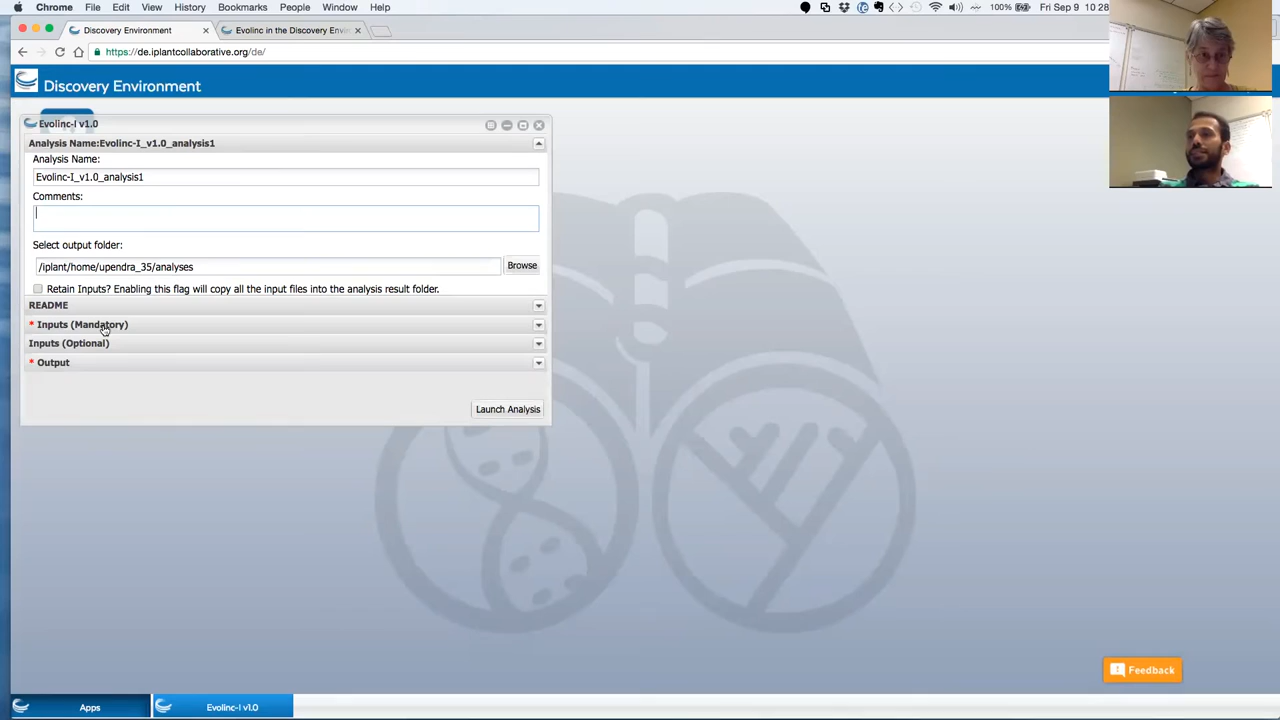 Chrome File Edit View History Bookmarks People Window Help 100% Fri Sep 9 10 28
Discovery Environment Evolinc in the Discovery Envi
https://de.iplantcollaborative.org/de/
Discovery Environment
Evolinc-I v1.0
Analysis Name:Evolinc-I_v1.0_analysis1
Analysis Name:
Evolinc-I_v1.0_analysis1
Comments:
Select output folder:
/iplant/home/upendra_35/analyses Browse
Retain Inputs? Enabling this flag will copy all the input files into the analysis result folder.
README
* Inputs (Mandatory)
Inputs (Optional)
* Output
Launch Analysis
Feedback
Apps Evolinc-I v1.0